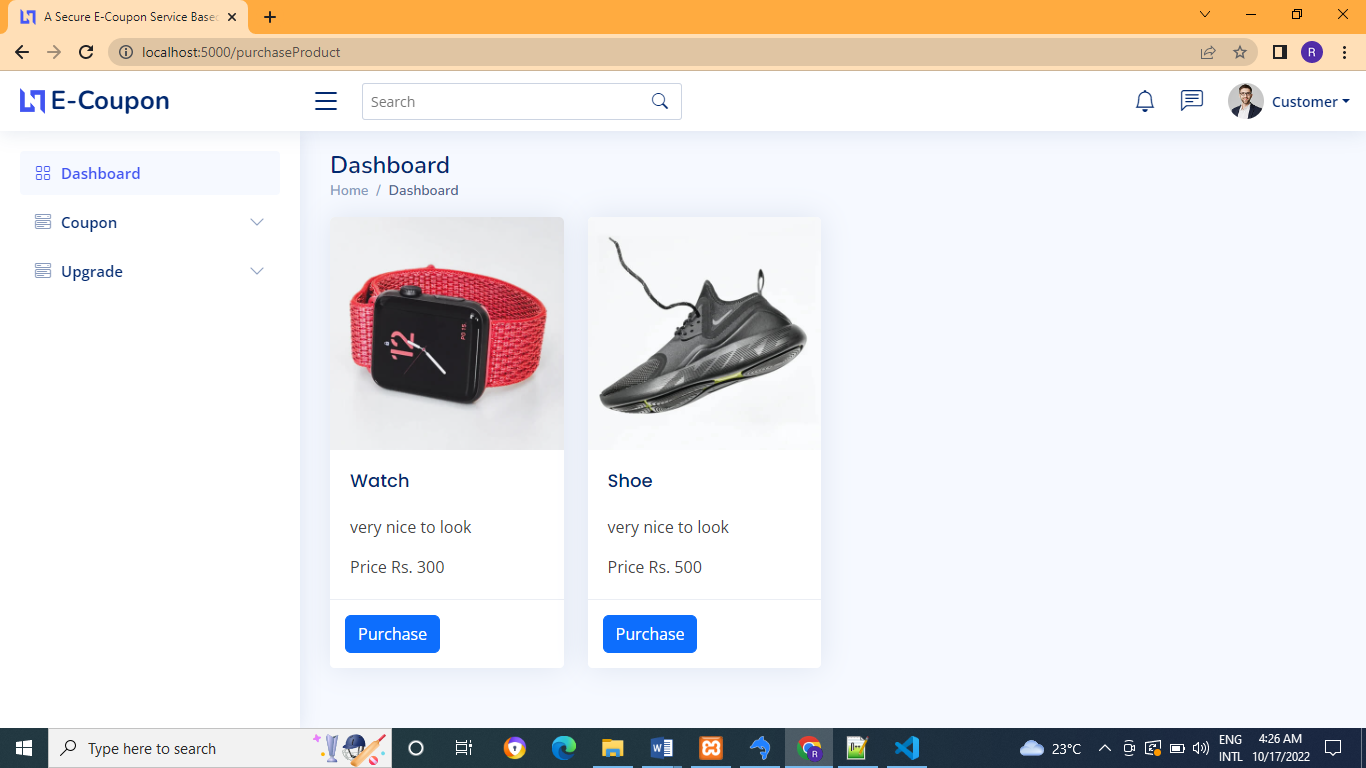 A Secure E-Coupon Service Base
localhost:5000/purchaseProduct
R
E-Coupon
Search
Customer
Dashboard
Coupon
Upgrade
Dashboard
Home / Dashboard
12
Watch
very nice to look
Price Rs. 300
Purchase
Shoe
very nice to look
Price Rs. 500
Purchase
Type here to search
R
23°C
ENG
INTL
4:26 AM
10/17/2022